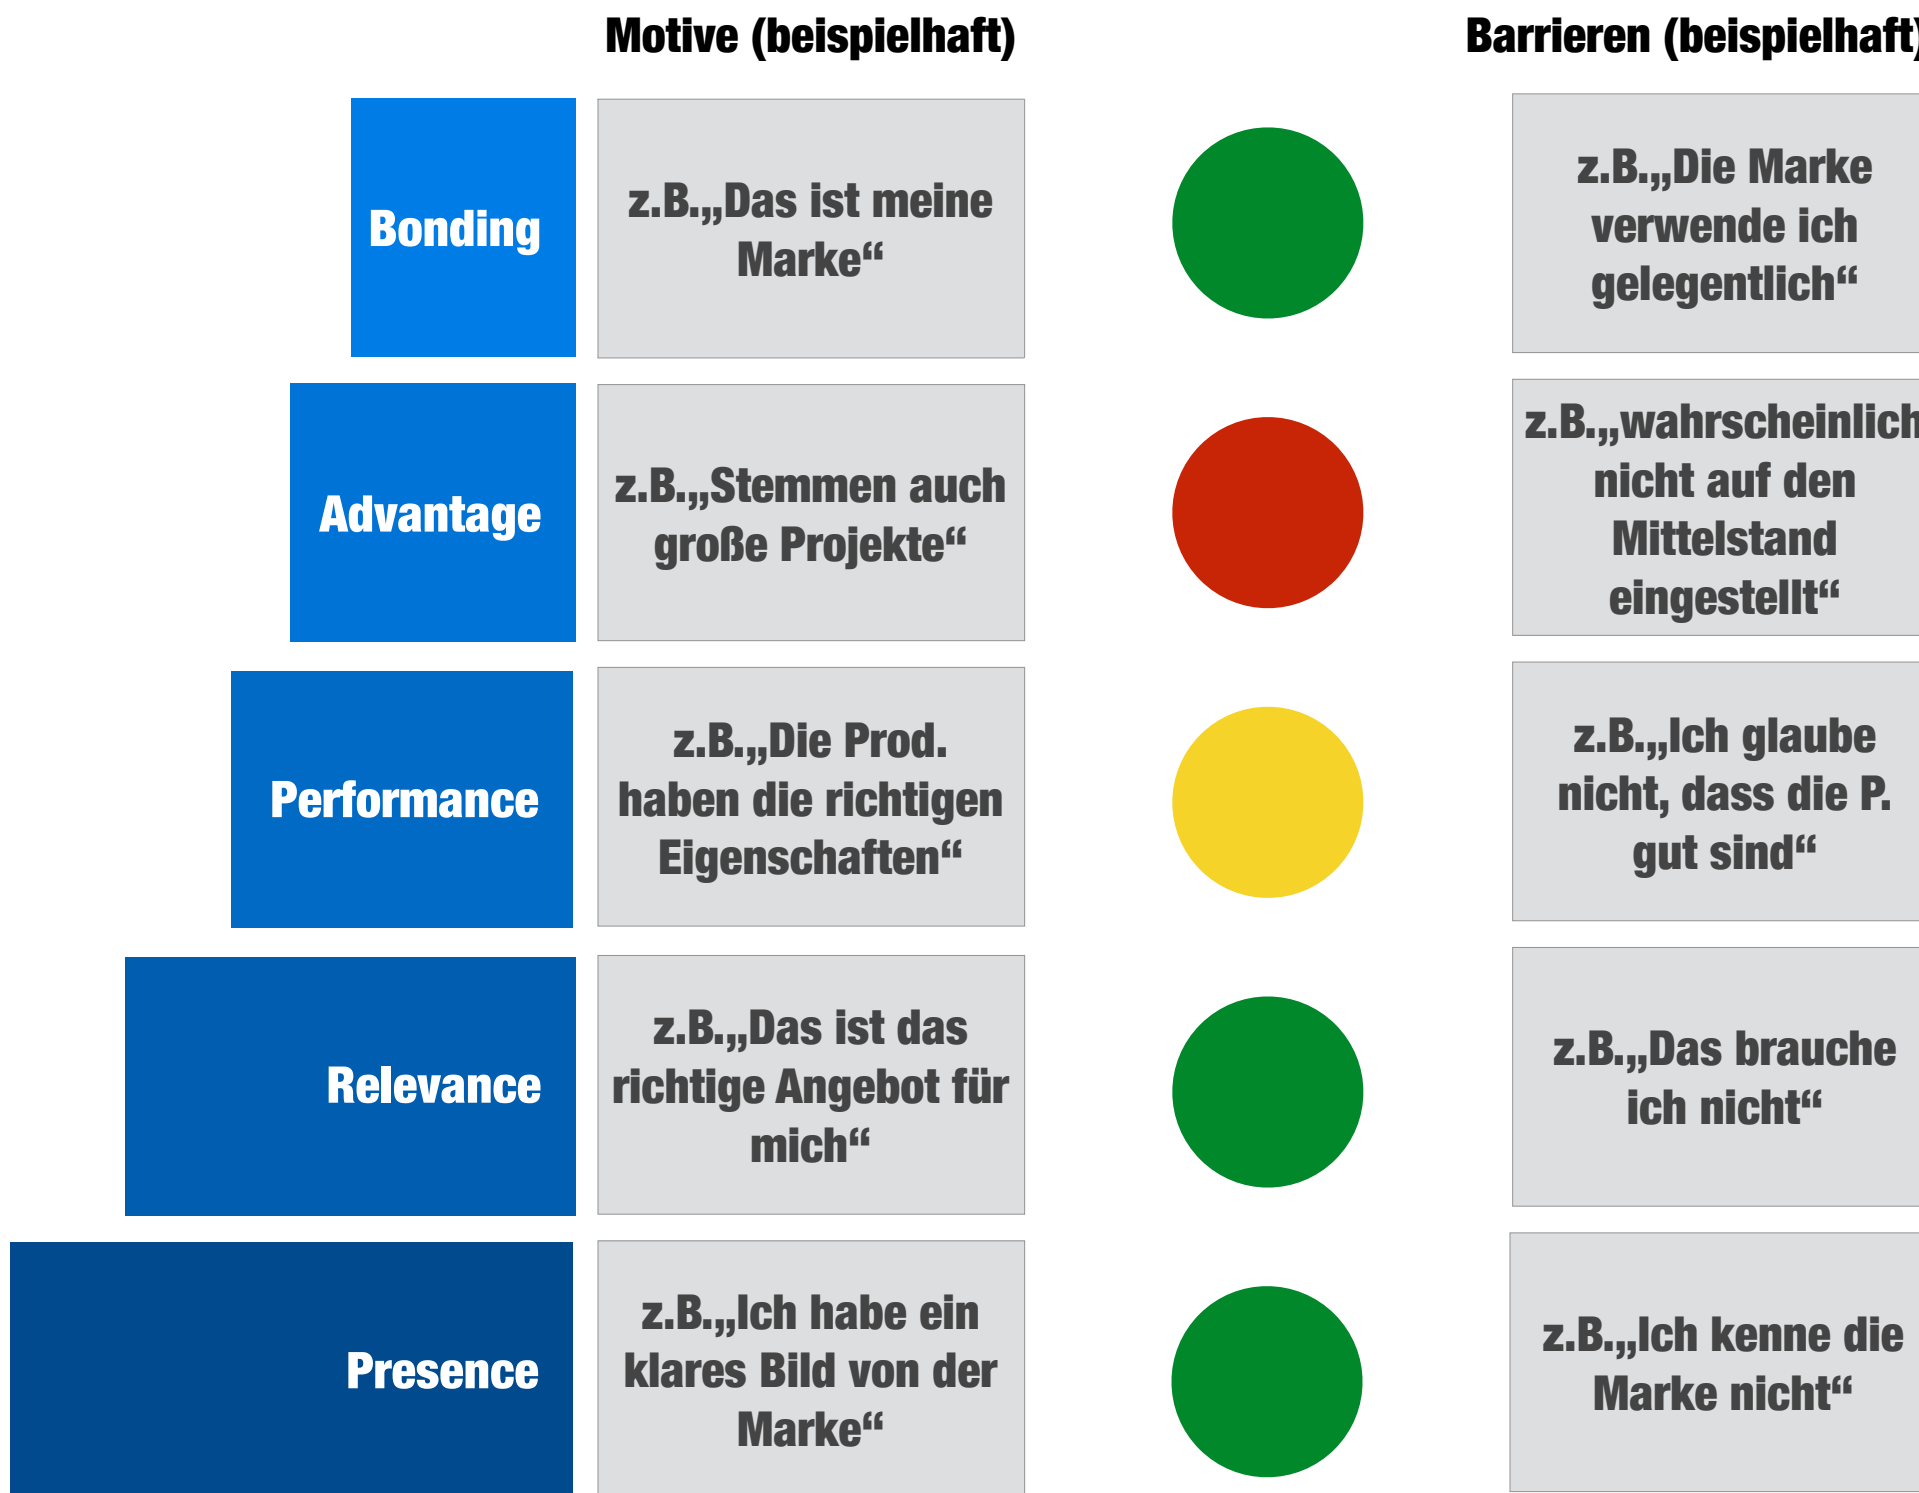 Motive (beispielhaft)
Barrieren (beispielhaft)
Bonding
z.B.„Das ist meine
Marke“
z.B.„Die Marke
verwende ich
gelegentlich“
Advantage
z.B.„Stemmen auch
große Projekte“
z.B.„wahrscheinlich
nicht auf den
Mittelstand
eingestellt“
Performance
z.B.„Die Prod.
haben die richtigen
Eigenschaften“
z.B.„Ich glaube
nicht, dass die P.
gut sind“
Relevance
z.B.„Das ist das
richtige Angebot für
mich“
z.B.„Das brauche
ich nicht“
Presence
z.B.„Ich habe ein
klares Bild von der
Marke“
z.B.„Ich kenne die
Marke nicht“